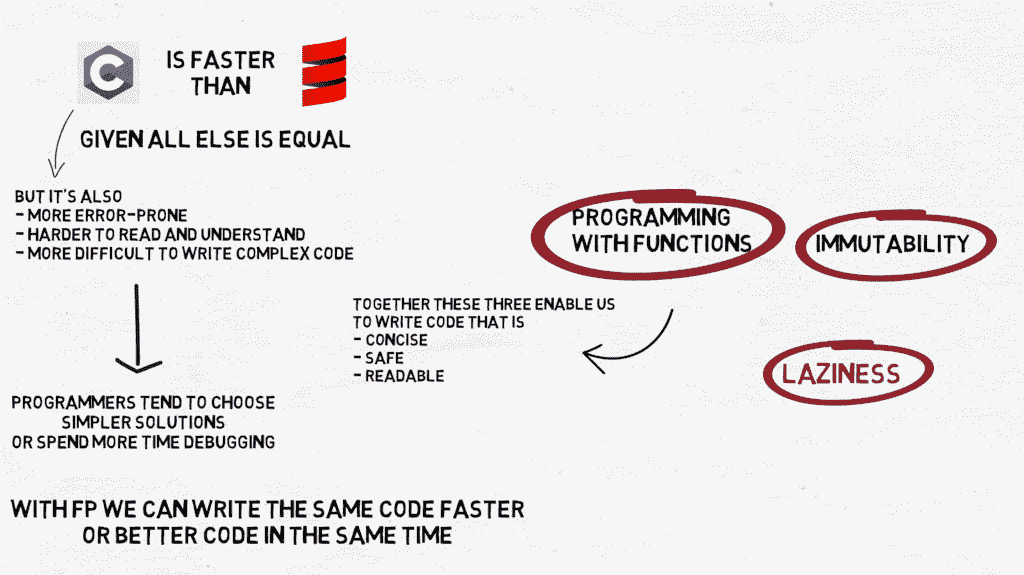 C
IS FASTER
THAN
GIVEN ALL ELSE IS EQUAL
BUT IT'S ALSO
- MORE ERROR-PRONE
- HARDER TO READ AND UNDERSTAND
- MORE DIFFICULT TO WRITE COMPLEX CODE
PROGRAMMERS TEND TO CHOOSE
SIMPLER SOLUTIONS
OR SPEND MORE TIME DEBUGGING
PROGRAMMING
WITH FUNCTIONS
IMMUTABILITY
LAZINESS
TOGETHER THESE THREE ENABLE US
TO WRITE CODE THAT IS
- CONCISE
- SAFE
- READABLE
WITH FP WE CAN WRITE THE SAME CODE FASTER
OR BETTER CODE IN THE SAME TIME